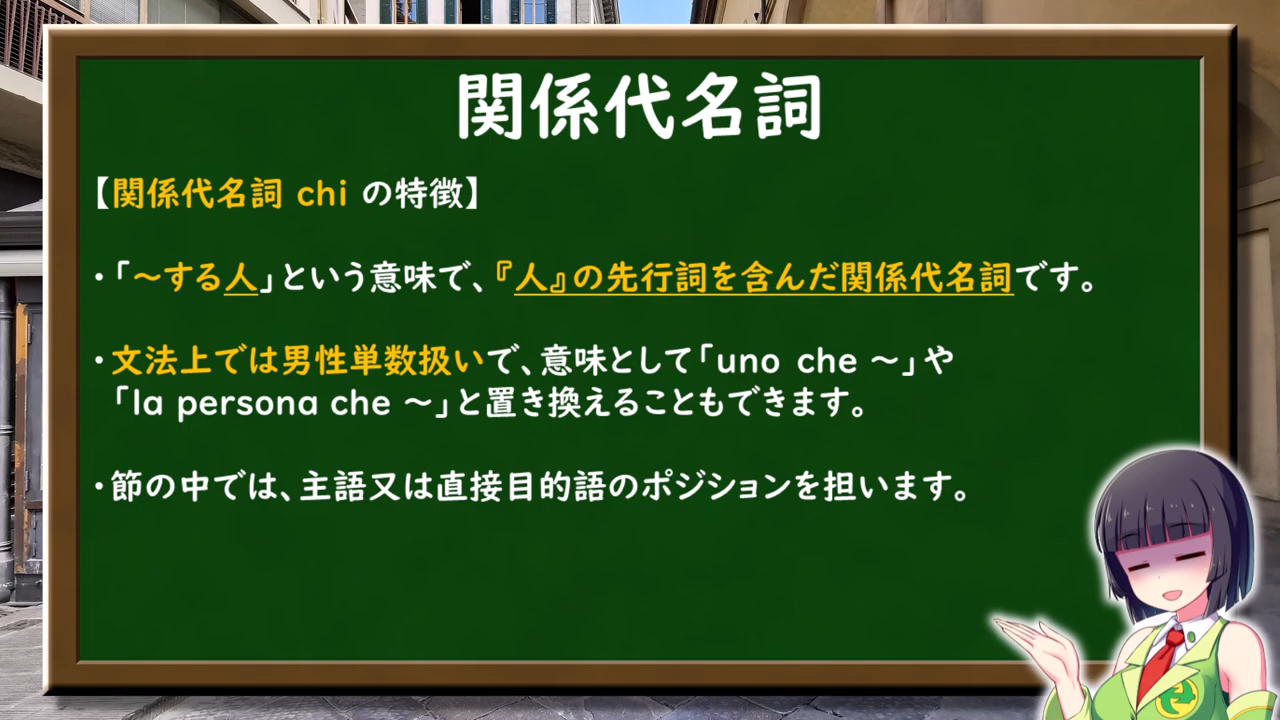 関係代名詞
【関係代名詞 chi の特徴】
・「～する人」という意味で、『人』の先行詞を含んだ関係代名詞です。
・文法上では男性単数扱いで、意味として「uno che ～」や
「la persona che ～」と置き換えることもできます。
・節の中では、主語又は直接目的語のポジションを担います。